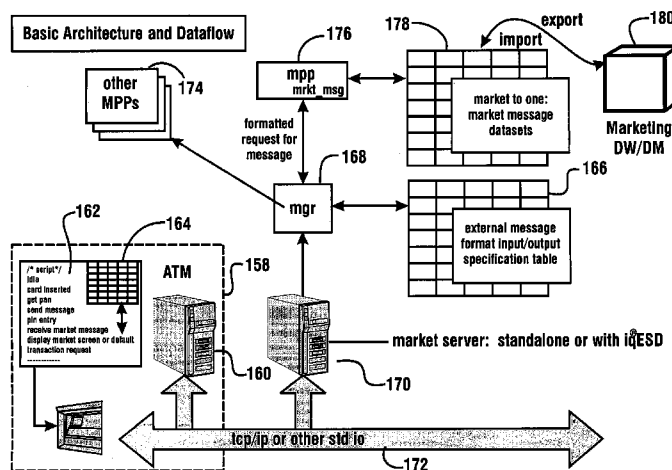 Basic Architecture and Dataflow
176
178
export
import
180
other
MPPs
174
mpp
mrkt_msg
market to one:
market message
datasets
Marketing
DW/DM
formatted
request for
message
168
mgr
166
external message
format input/output
specification table
162
164
/* script*/
idle
card inserted
get pan
send message
pin entry
receive market message
display market screen or default
transaction request
------------
ATM
158
160
170
market server: standalone or with iqESD
tcp/ip or other std io
172